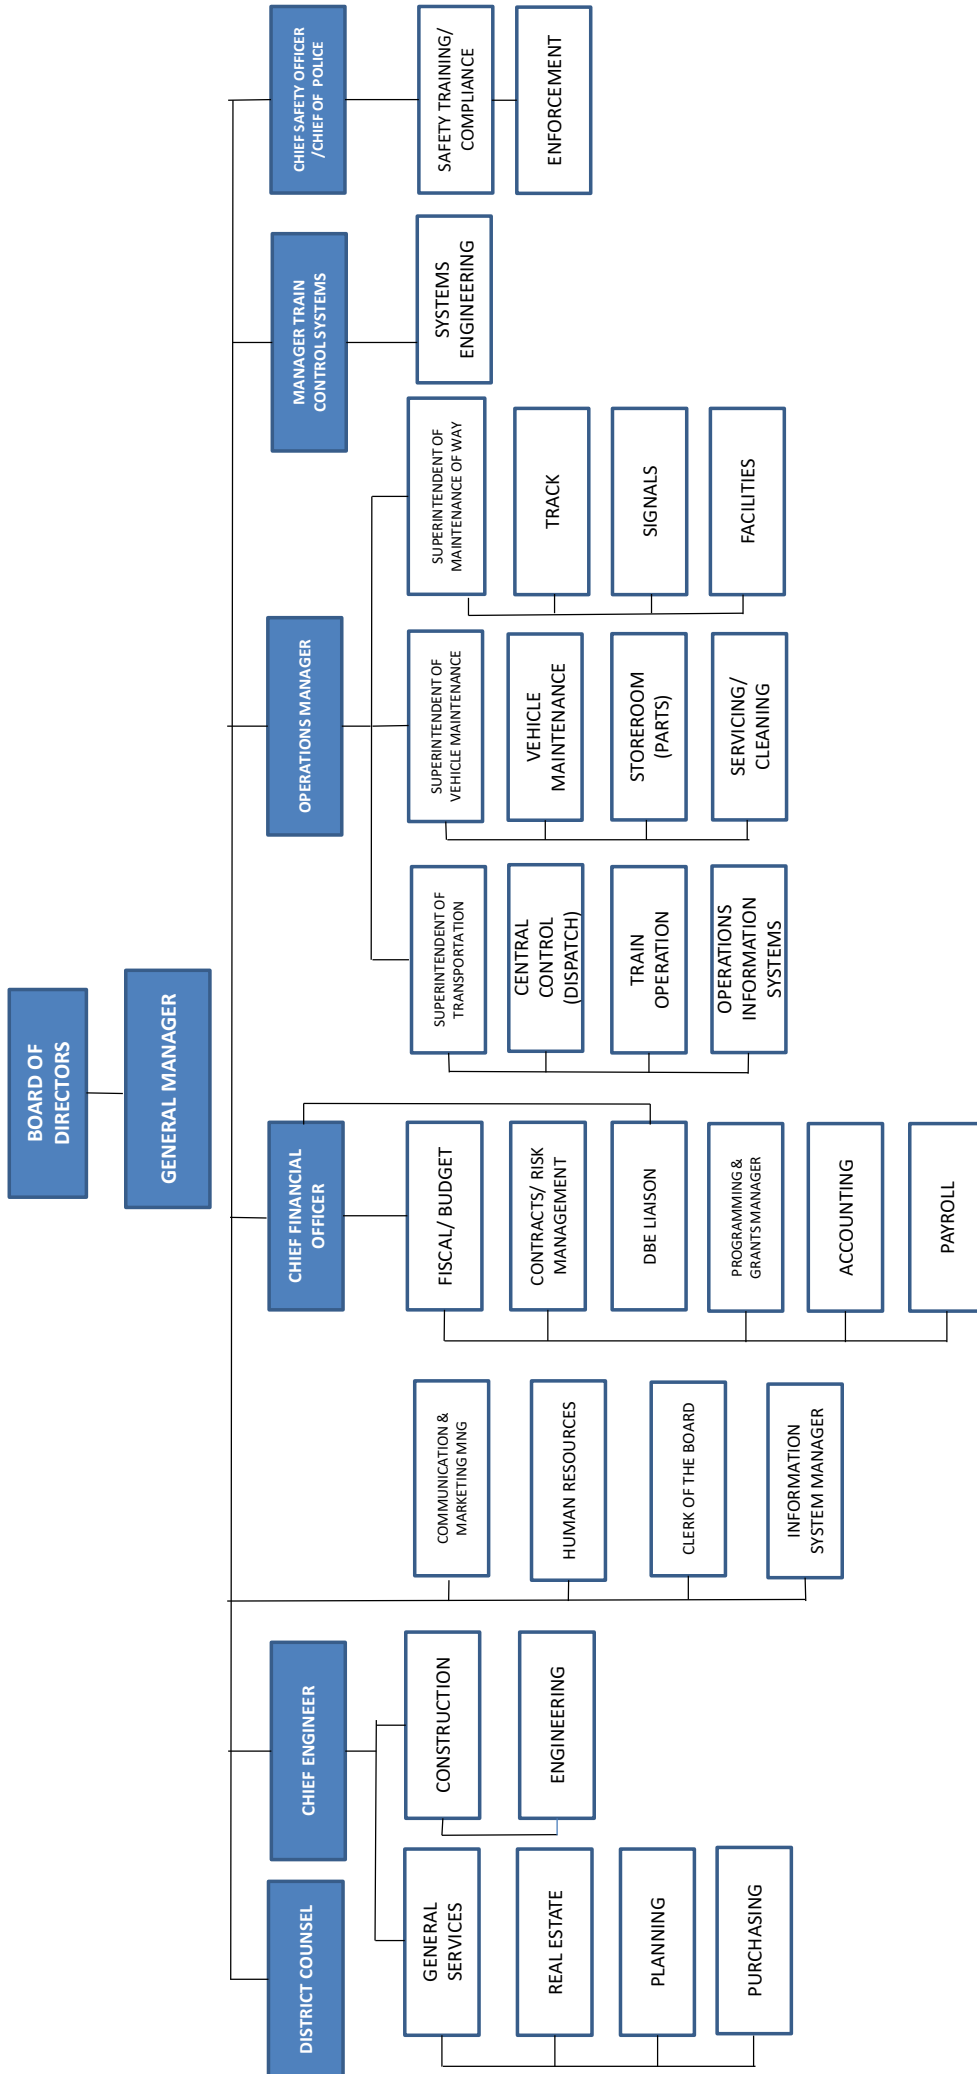 BOARD OF
DIRECTORS
GENERAL MANAGER
DISTRICT COUNSEL
CHIEF ENGINEER
CHIEF FINANCIAL
OFFICER
OPERATIONS MANAGER
MANAGER TRAIN
CONTROL SYSTEMS
CHIEF SAFETY OFFICER
/CHIEF OF POLICE
GENERAL
SERVICES
REAL ESTATE
PLANNING
PURCHASING
CONSTRUCTION
ENGINEERING
COMMUNICATION &
MARKETING MNG
HUMAN RESOURCES
CLERK OF THE BOARD
INFORMATION
SYSTEM MANAGER
FISCAL/ BUDGET
CONTRACTS/ RISK
MANAGEMENT
DBE LIAISON
PROGRAMMING &
GRANTS MANAGER
ACCOUNTING
PAYROLL
SUPERINTENDENT OF
TRANSPORTATION
CENTRAL
CONTROL
(DISPATCH)
TRAIN
OPERATION
OPERATIONS
INFORMATION
SYSTEMS
SUPERINTENDENT OF
VEHICLE MAINTENANCE
VEHICLE
MAINTENANCE
STOREROOM
(PARTS)
SERVICING/
CLEANING
SUPERINTENDENT OF
MAINTENANCE OF WAY
TRACK
SIGNALS
FACILITIES
SYSTEMS
ENGINEERING
SAFETY TRAINING/
COMPLIANCE
ENFORCEMENT